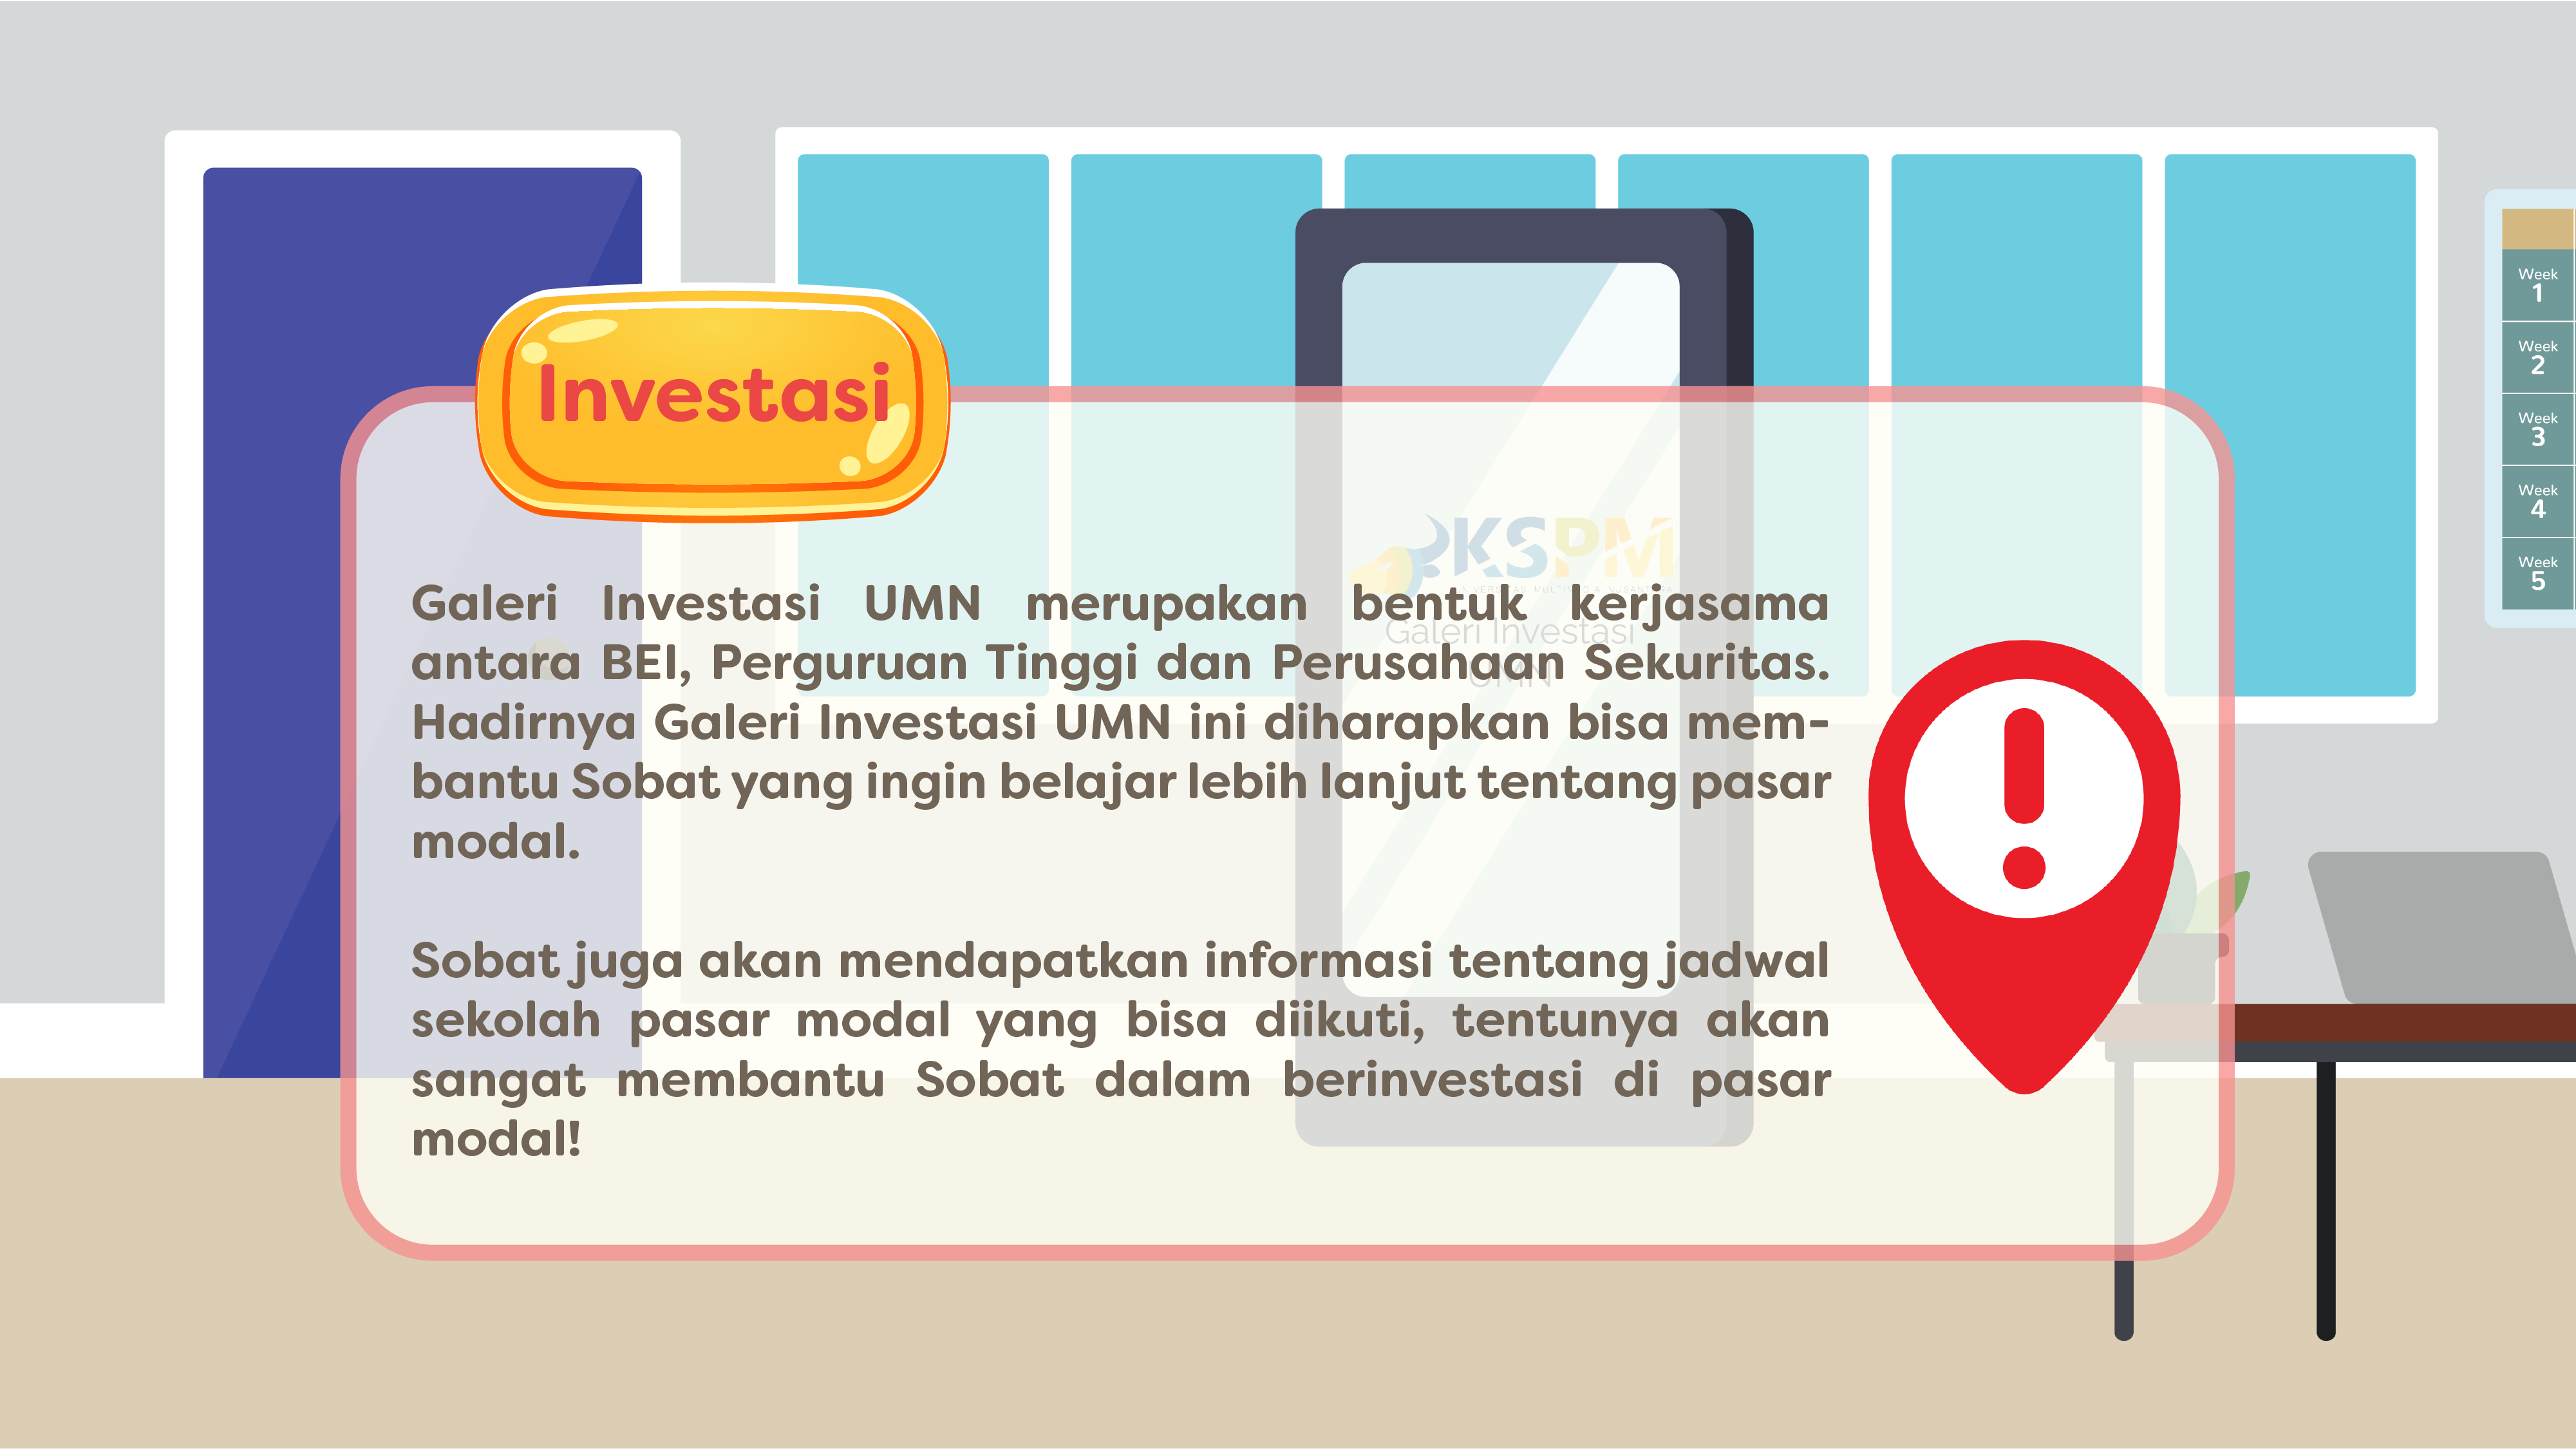 Investasi
KSPM
Galeri Investasi
UMN
Galeri Investasi UMN merupakan bentuk kerjasama
antara BEI, Perguruan Tinggi dan Perusahaan Sekuritas.
Hadirnya Galeri Investasi UMN ini diharapkan bisa mem-
bantu Sobat yang ingin belajar lebih lanjut tentang pasar
modal.
Sobat juga akan mendapatkan informasi tentang jadwal
sekolah pasar modal yang bisa diikuti, tentunya akan
sangat membantu Sobat dalam berinvestasi di pasar
modal!
Week
1
Week
2
Week
3
Week
4
Week
5